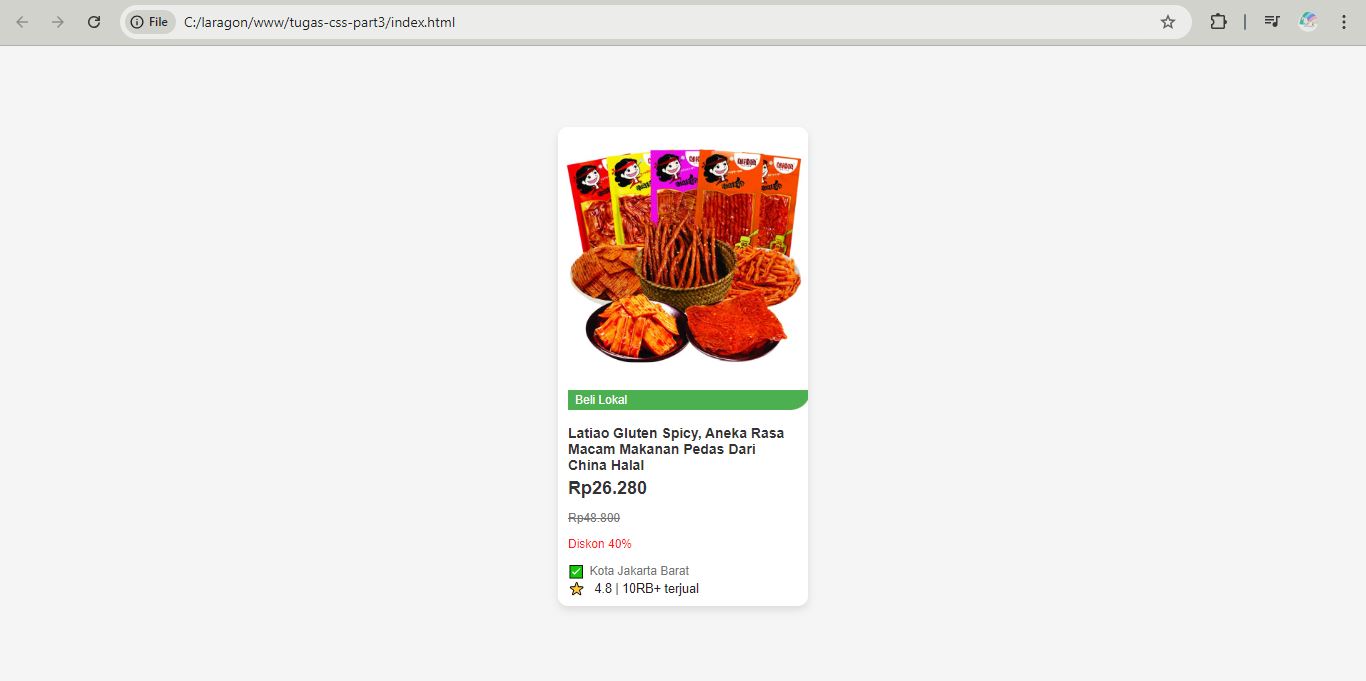 File
C:/laragon/www/tugas-css-part3/index.html
Beli Lokal
Latiao Gluten Spicy, Aneka Rasa
Macam Makanan Pedas Dari
China Halal
Rp26.280
Rp48.800
Diskon 40%
Kota Jakarta Barat
4.8 | 10RB+ terjual